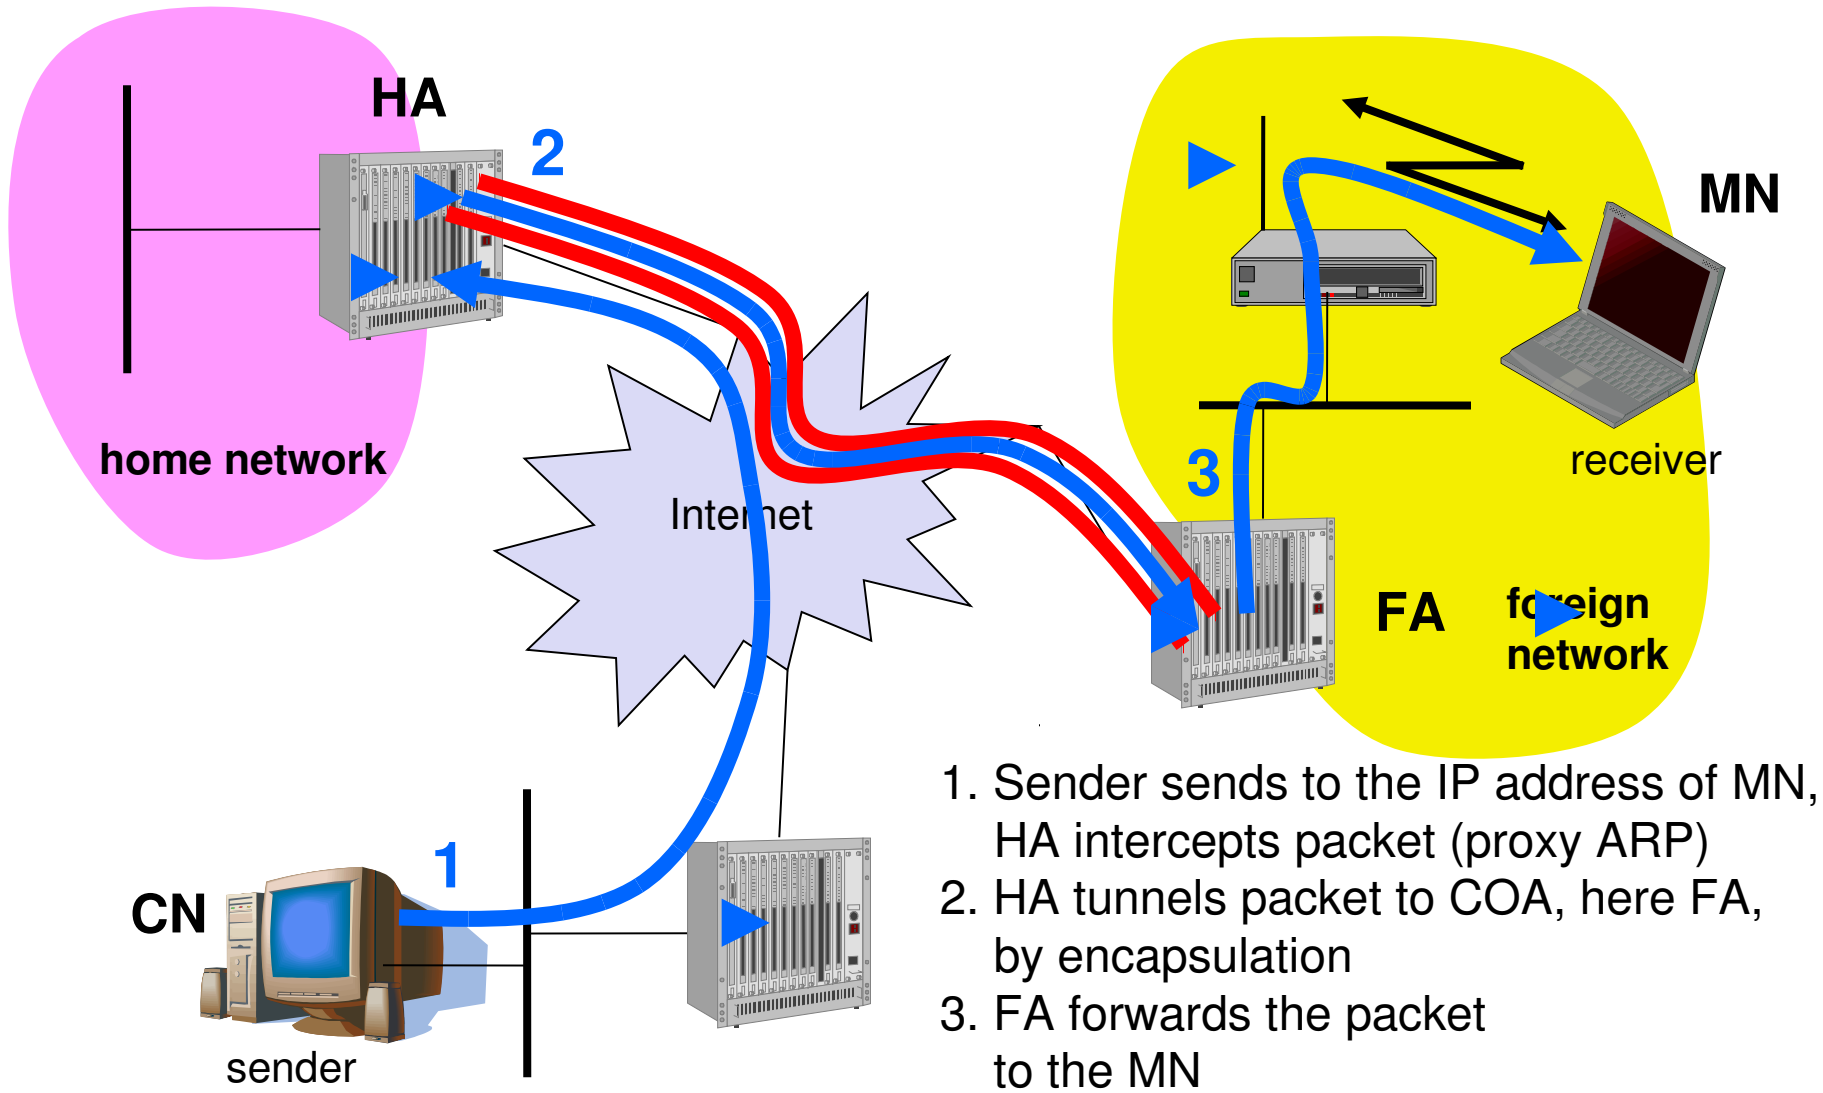 HA
2
MN
home network
receiver
3
Internet
FA
foreign
network
1
CN
sender
1. Sender sends to the IP address of MN,
HA intercepts packet (proxy ARP)
2. HA tunnels packet to COA, here FA,
by encapsulation
3. FA forwards the packet
to the MN